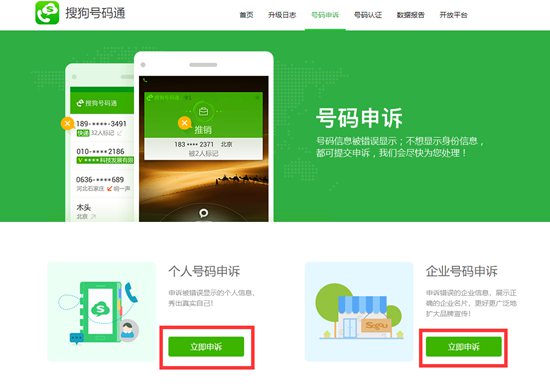 搜狗号码通
首页 升级日志 号码申诉 号码认证 数据报告 开放平台
搜狗号码通
189-••••-3491
快递 32人标记
010-••••-2186
科技发展有限
0636-••••-689
河北石家庄 响一声
木头
北京
搜狗号码通
推销
183 •••• 2371 北京
被2人标记
号码申诉
号码信息被错误显示;不想显示身份信息,
都可提交申诉,我们会尽快为您处理!
个人号码申诉
申诉被错误显示的个人信息、
秀出真实自己!
立即申诉
企业号码申诉
申诉错误的企业信息,展示正
确的企业名片,更好更广泛地
扩大品牌宣传!
立即申诉
Sogou